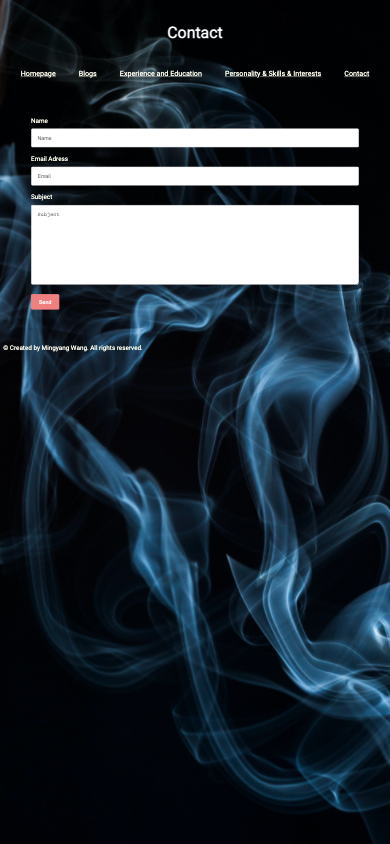 Contact
Homepage Blogs Experience and Education Personality & Skills & Interests Contact
Name
Name
Email Adress
Email
Subject
Subject
Send
© Created by Mingyang Wang. All rights reserved.